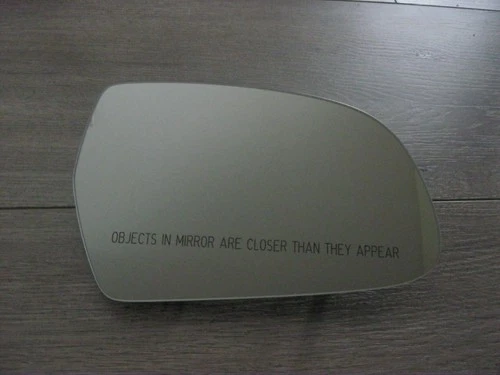 OBJECTS IN MIRROR ARE CLOSER THAN THEY APPEAR